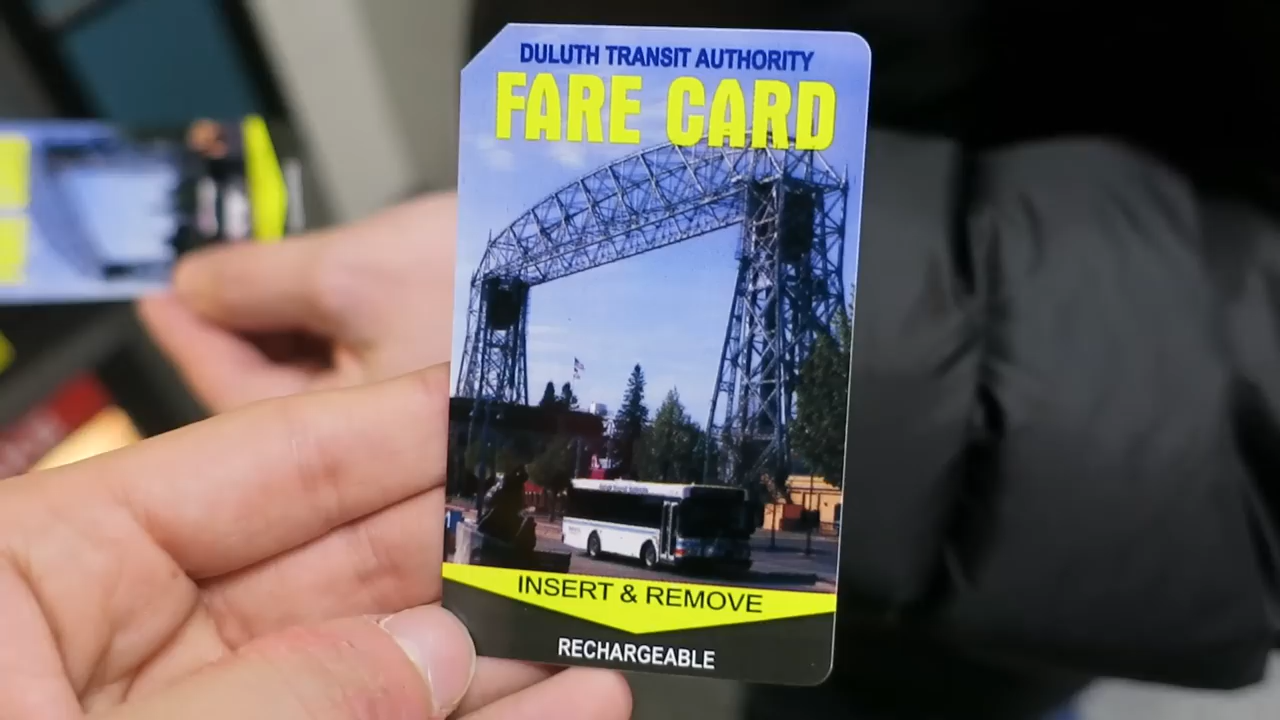 DULUTH TRANSIT AUTHORITY
FARE CARD
INSERT & REMOVE
RECHARGEABLE